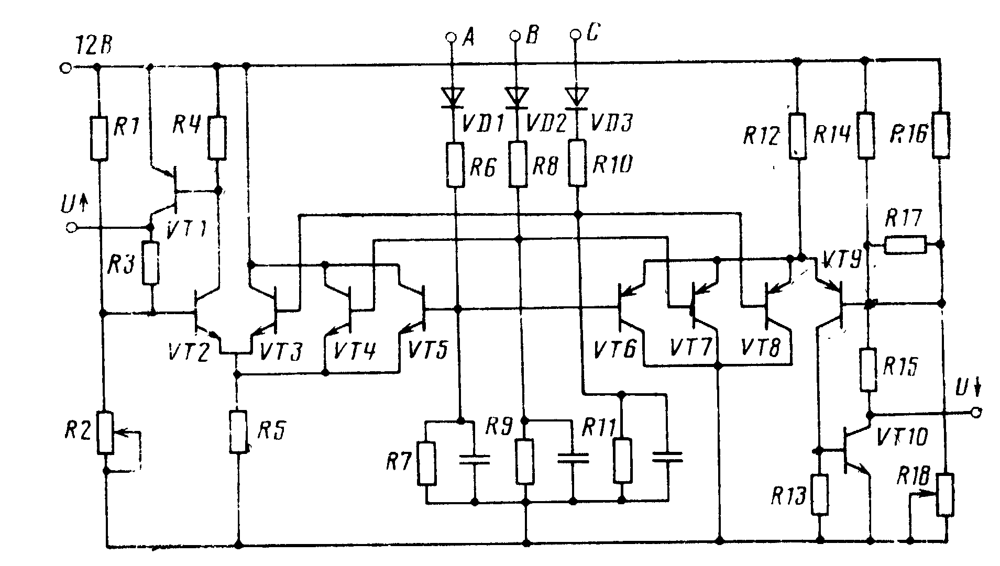 A B C
12В
VD1 VD2 VD3
R1 R4 R12 R14 R16
R6 R8 R10
U↑
VT1 R17
R3 VT9
VT2 VT3 VT4 VT5 VT6 VT7 VT8
R15
U↓
R2 R5 R9 R11 VT10
R7 R18
R13